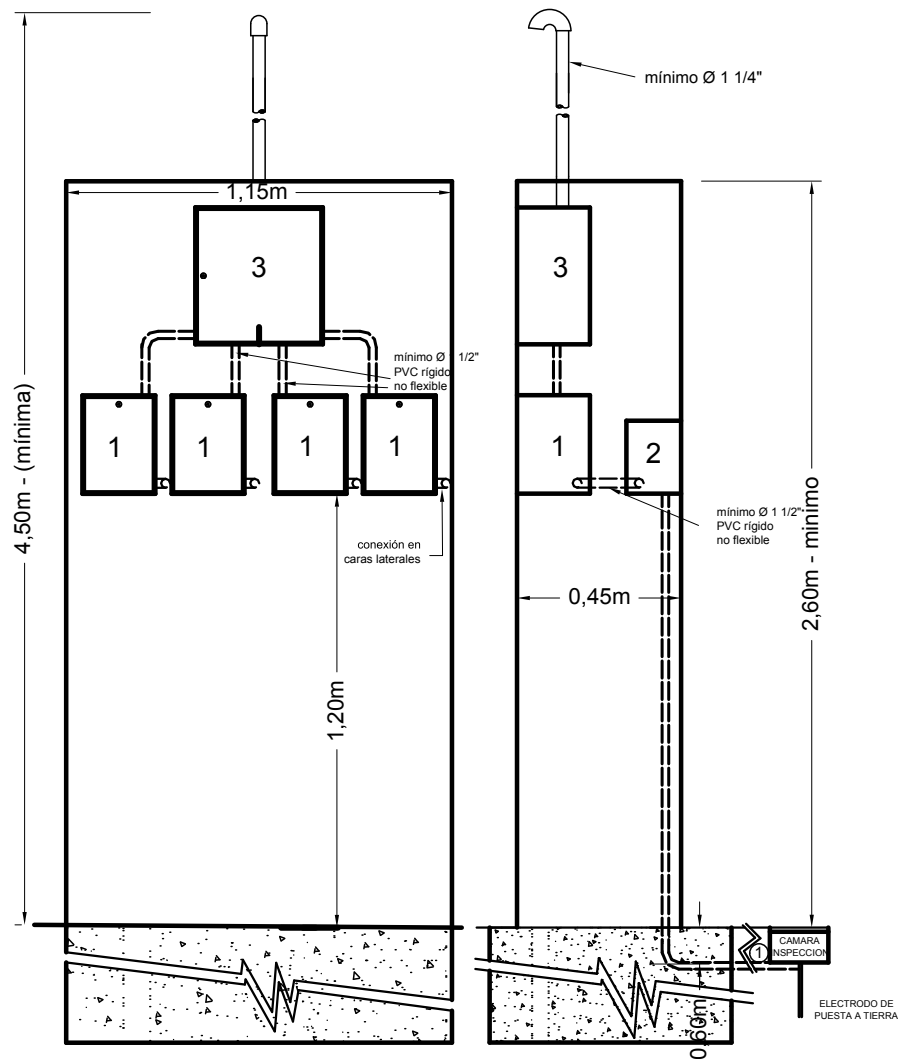 mínimo Ø 1 1/4"
1,15m
3
3
mínimo Ø 1/2"
PVC rígido
no flexible
1
1
1
1
1
2
4,50m - (mínima)
mínimo Ø 1 1/2"
PVC rígido
no flexible
conexión en
caras laterales
0,45m
2,60m - mínimo
1,20m
CAMARA
INSPECCION
1
0,60m
ELECTRODO DE
PUESTA A TIERRA